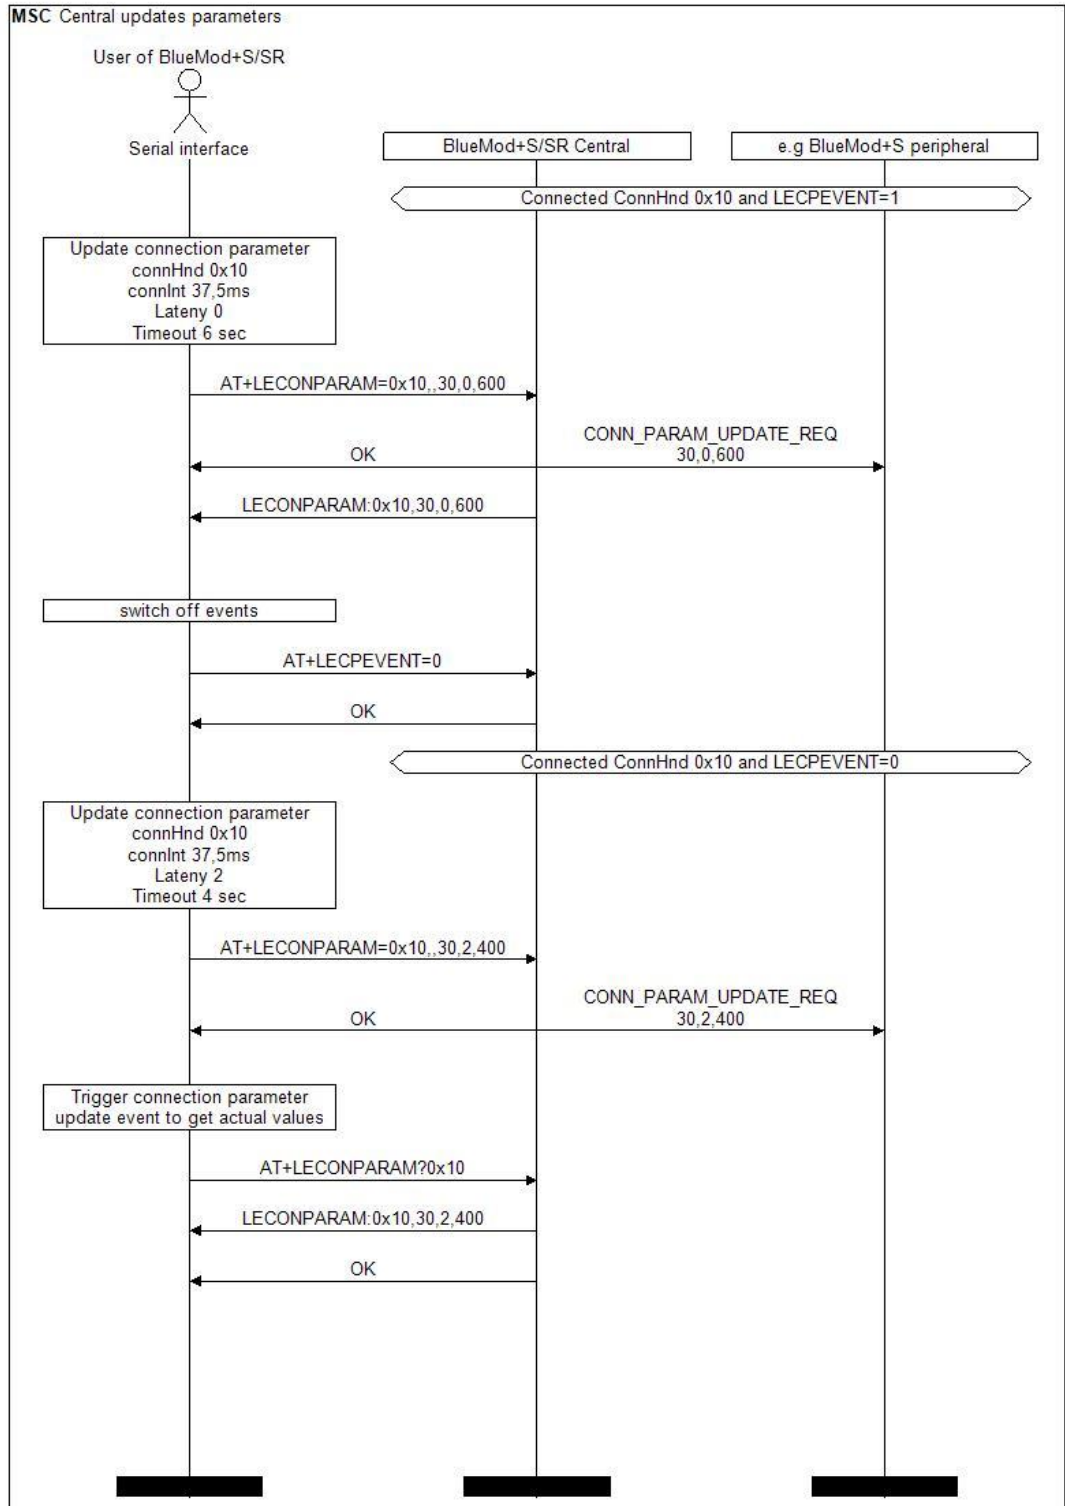 MSC Central updates parameters
User of BlueMod+S/SR
Serial interface
BlueMod+S/SR Central
e.g BlueMod+S peripheral
Connected ConnHnd 0x10 and LECPEVENT=1
Update connection parameter
connHnd 0x10
connInt 37,5ms
Lateny 0
Timeout 6 sec
AT+LECONPARAM=0x10,,30,0,600
CONN_PARAM_UPDATE_REQ
OK
30,0,600
LECONPARAM:0x10,30,0,600
switch off events
AT+LECPEVENT=0
OK
Connected ConnHnd 0x10 and LECPEVENT=0
Update connection parameter
connHnd 0x10
connInt 37,5ms
Lateny 2
Timeout 4 sec
AT+LECONPARAM=0x10,,30,2,400
CONN_PARAM_UPDATE_REQ
OK
30,2,400
Trigger connection parameter
update event to get actual values
AT+LECONPARAM?0x10
LECONPARAM:0x10,30,2,400
OK